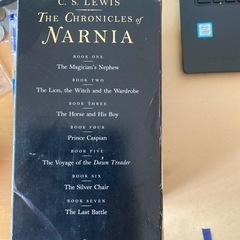 C. S. LEWIS
THE CHRONICLES of
NARNIA
BOOK ONE
The Magician's Nephew
BOOK TWO
The Lion, the Witch and the Wardrobe
BOOK THREE
The Horse and His Boy
BOOK FOUR
Prince Caspian
BOOK FIVE
The Voyage of the Dawn Treader
BOOK SIX
The Silver Chair
BOOK SEVEN
The Last Battle